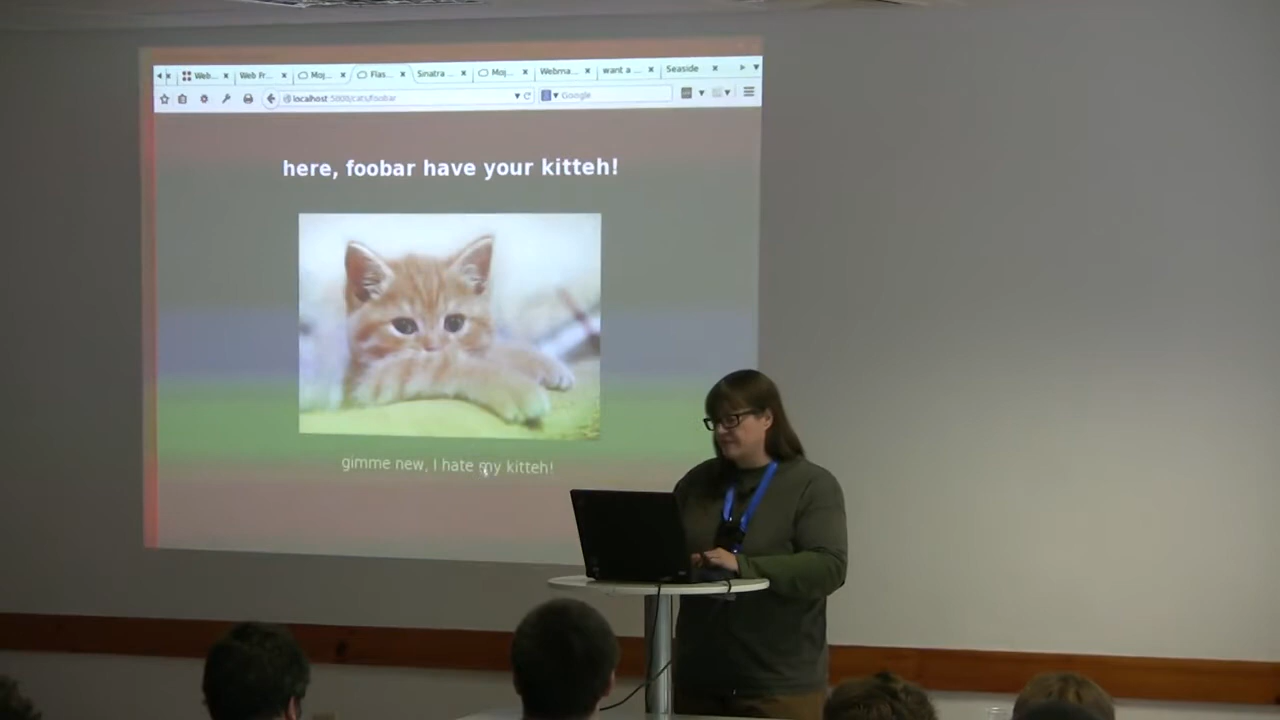 Web... Web Fr... Moj... Flas... Sinatra ... Moj... Webma... want a ... Seaside
localhost:5000/cats/foobar Google
here, foobar have your kitteh!
gimme new, I hate my kitteh!